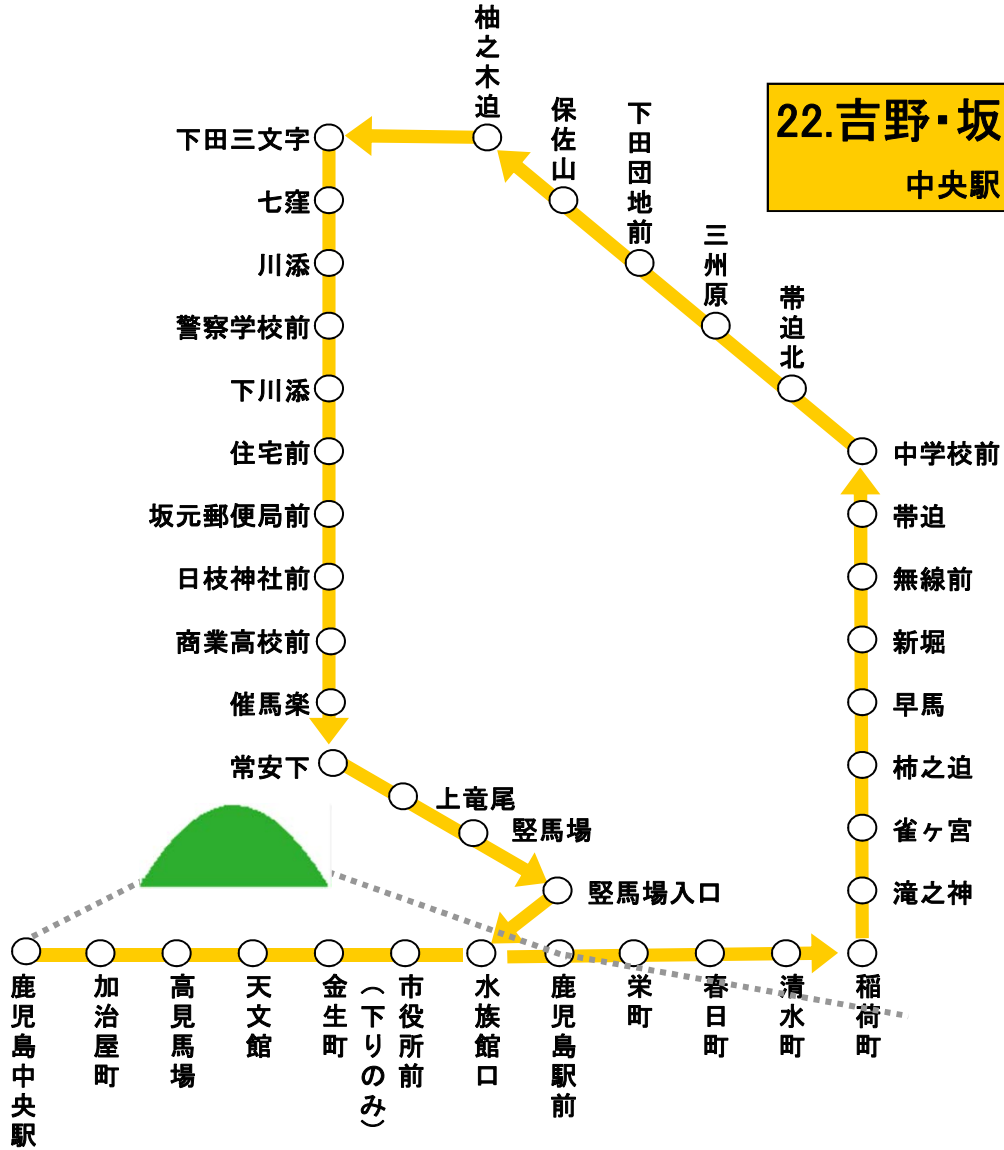 22.吉野・坂
中央駅
柚之木迫
保佐山
下田団地前
三州原
帯迫北
下田三文字
七窪
川添
警察学校前
下川添
住宅前
坂元郵便局前
日枝神社前
商業高校前
催馬楽
常安下
上竜尾
竪馬場
竪馬場入口
中学校前
帯迫
無線前
新堀
早馬
柿之迫
雀ヶ宮
滝之神
鹿児島中央駅
加治屋町
高見馬場
天文館
金生町
市役所前
(下りのみ)
水族館口
鹿児島駅前
栄町
春日町
清水町
稲荷町